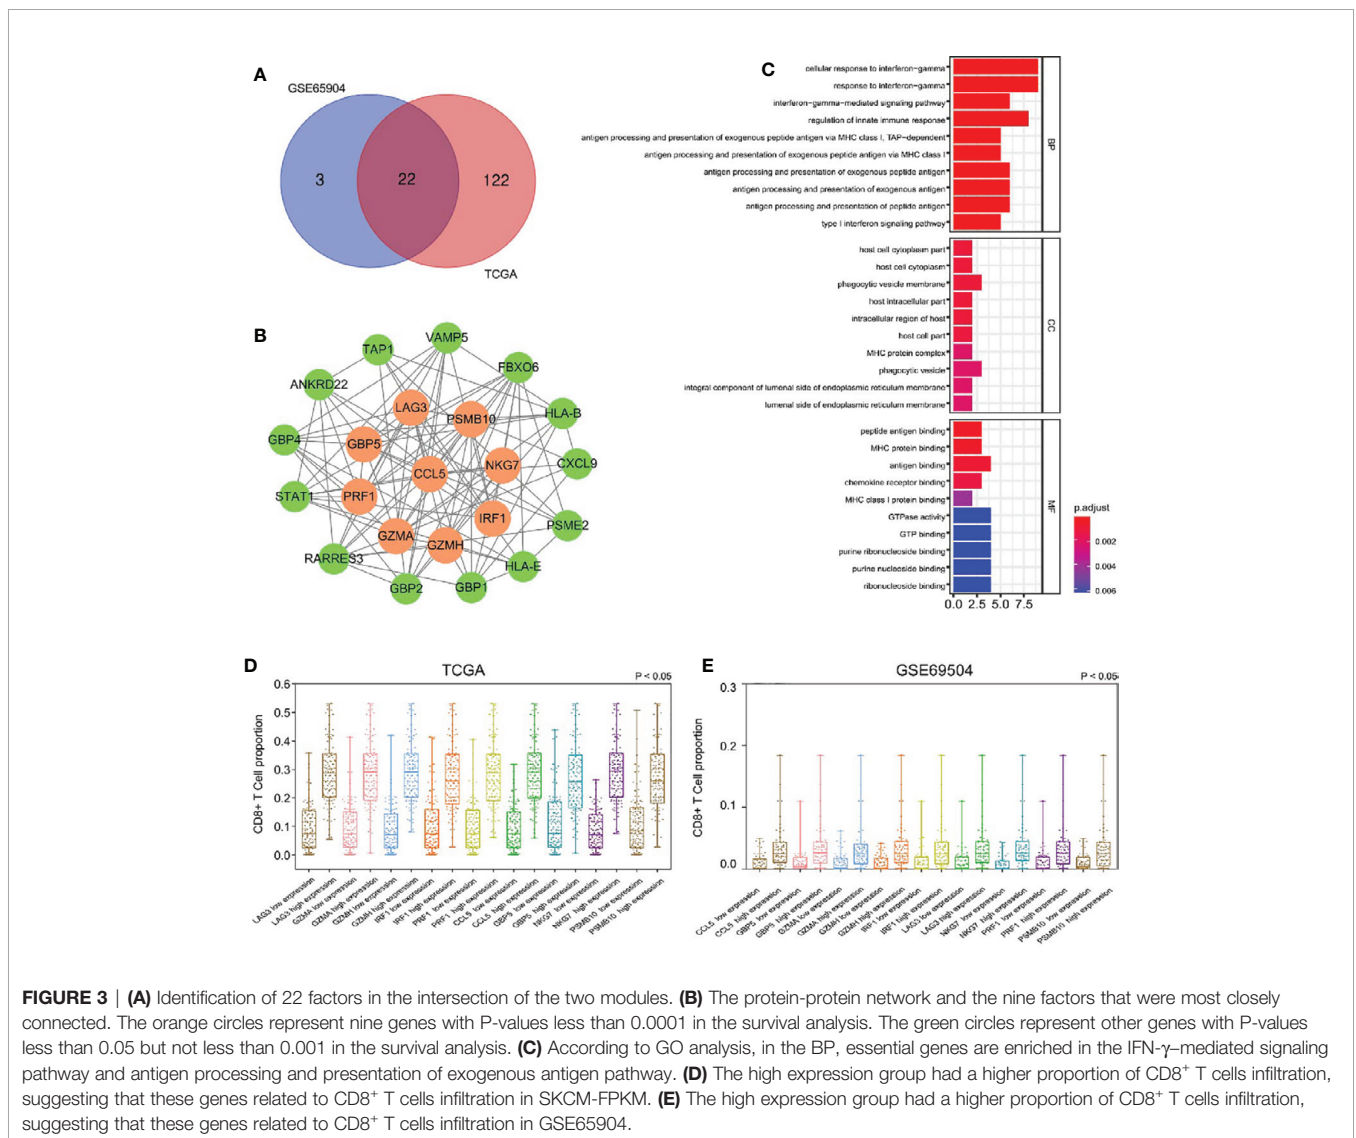 A
GSE65904
3
22
122
TCGA
B
VAMP5
TAP1
FBXO6
ANKRD22
LAG3
PSMB10
HLA-B
GBP4
GBP5
CXCL9
CCL5
NKG7
STAT1
PRF1
IRF1
PSME2
GZMA
GZMH
RARRES3
HLA-E
GBP2
GBP1
C
cellular response to interferon-gamma
response to interferon-gamma
interferon-gamma-mediated signaling pathway
regulation of innate immune response
antigen processing and presentation of exogenous peptide antigen via MHC class I, TAP-dependent
antigen processing and presentation of exogenous peptide antigen via MHC class I
antigen processing and presentation of exogenous peptide antigen
antigen processing and presentation of exogenous antigen
antigen processing and presentation of peptide antigen
type I interferon signaling pathway
BP
host cell cytoplasm part
host cell cytoplasm
phagocytic vesicle membrane
host intracellular part
intracellular region of host
host cell part
MHC protein complex
phagocytic vesicle
integral component of lumenal side of endoplasmic reticulum membrane
lumenal side of endoplasmic reticulum membrane
CC
peptide antigen binding
MHC protein binding
antigen binding
chemokine receptor binding
MHC class I protein binding
GTPase activity
GTP binding
purine ribonucleoside binding
purine nucleoside binding
ribonucleoside binding
MF
0.0 2.5 5.0 7.5
p.adjust
0.002
0.004
0.006
D
TCGA
P < 0.05
CD8+ T Cell proportion
0.6
0.5
0.4
0.3
0.2
0.1
0.0
LAG3 low expression
LAG3 high expression
GZMA low expression
GZMA high expression
GZMH low expression
GZMH high expression
IRF1 low expression
IRF1 high expression
PRF1 low expression
PRF1 high expression
CCL5 low expression
CCL5 high expression
GBP5 low expression
GBP5 high expression
NKG7 low expression
NKG7 high expression
PSMB10 low expression
PSMB10 high expression
E
GSE69504
P < 0.05
CD8+ T Cell proportion
0.3
0.2
0.1
0.0
CCL5 low expression
CCL5 high expression
GBP5 low expression
GBP5 high expression
GZMA low expression
GZMA high expression
GZMH low expression
GZMH high expression
IRF1 low expression
IRF1 high expression
LAG3 low expression
LAG3 high expression
NKG7 low expression
NKG7 high expression
PRF1 low expression
PRF1 high expression
PSMB10 low expression
PSMB10 high expression
FIGURE 3 | (A) Identification of 22 factors in the intersection of the two modules. (B) The protein-protein network and the nine factors that were most closely
connected. The orange circles represent nine genes with P-values less than 0.0001 in the survival analysis. The green circles represent other genes with P-values
less than 0.05 but not less than 0.001 in the survival analysis. (C) According to GO analysis, in the BP, essential genes are enriched in the IFN-γ–mediated signaling
pathway and antigen processing and presentation of exogenous antigen pathway. (D) The high expression group had a higher proportion of CD8⁺ T cells infiltration,
suggesting that these genes related to CD8⁺ T cells infiltration in SKCM-FPKM. (E) The high expression group had a higher proportion of CD8⁺ T cells infiltration,
suggesting that these genes related to CD8⁺ T cells infiltration in GSE65904.